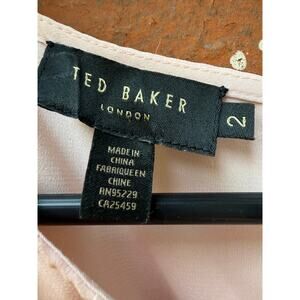 TED BAKER
LONDON
2
MADE IN
CHINA
FABRIQUEEN
CHINE
RN95229
CA25459